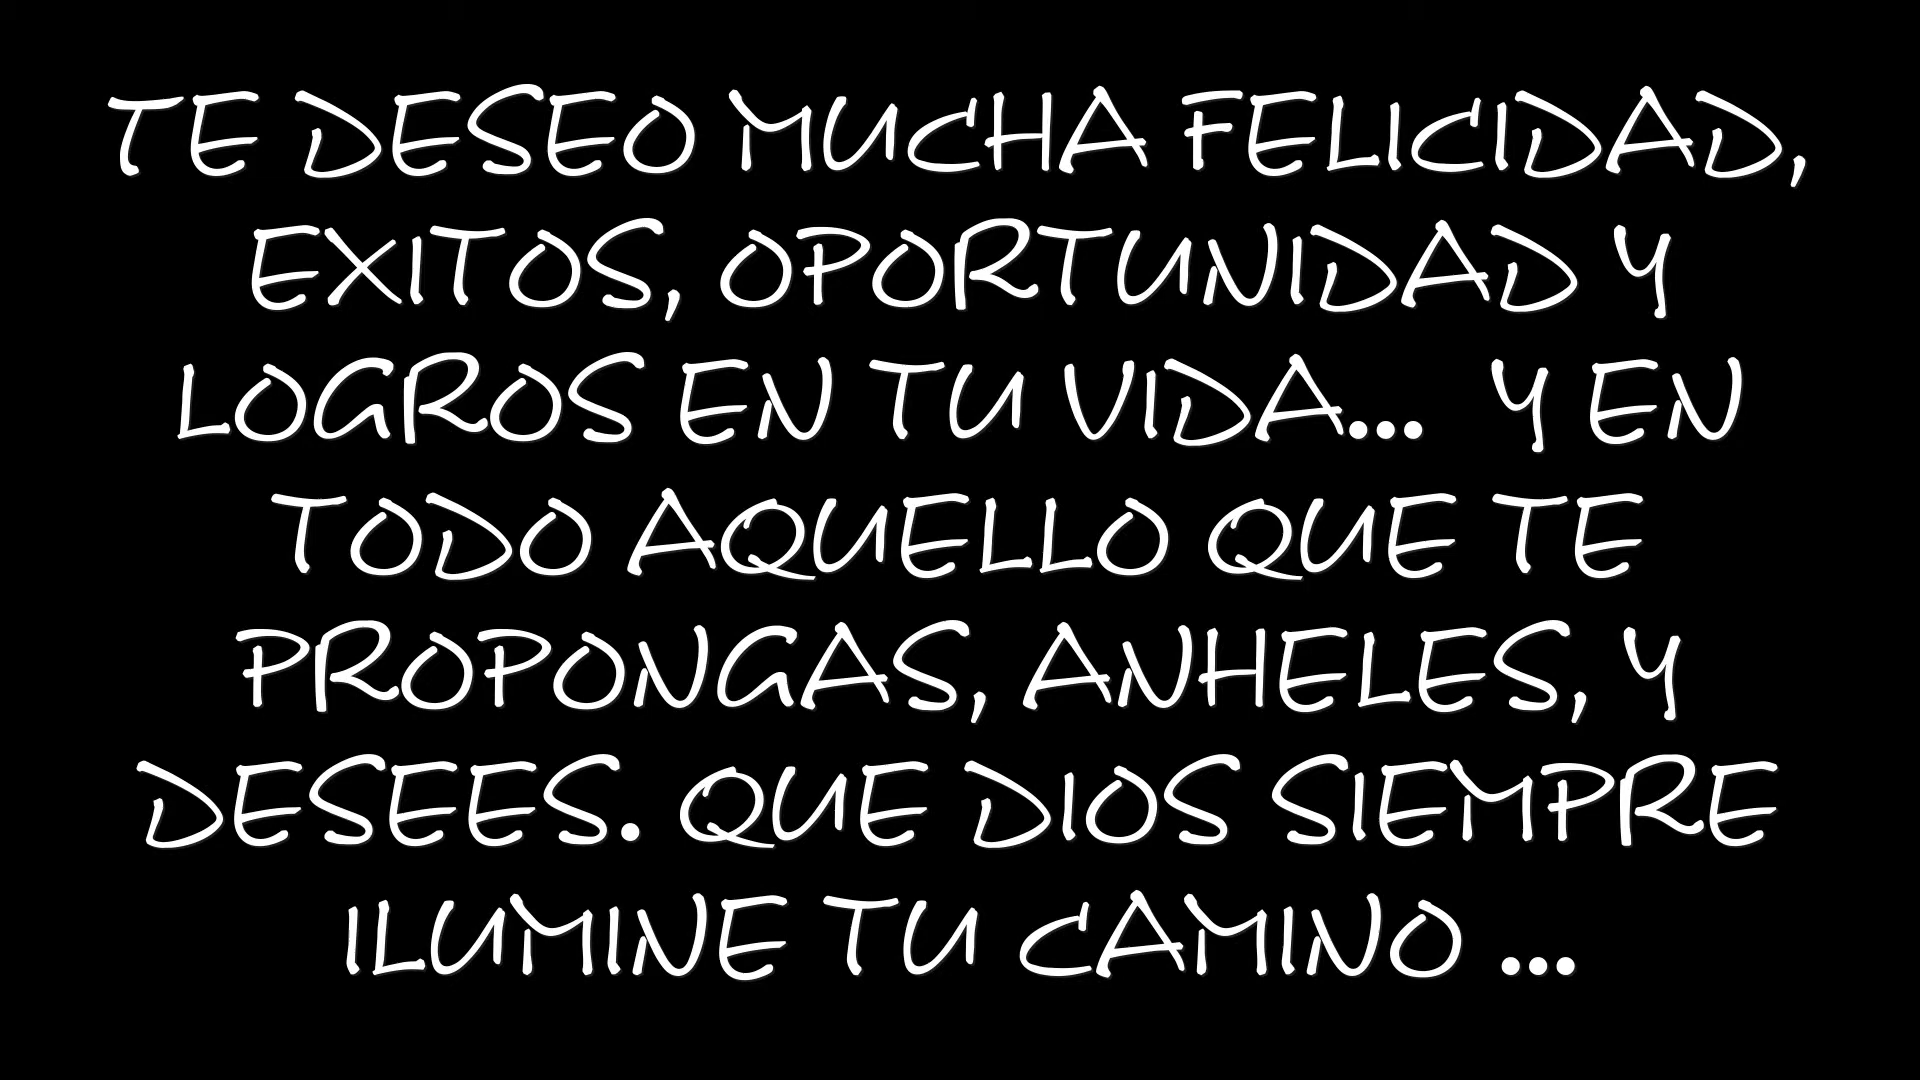 TE DESEO MUCHA FELICIDAD,
EXITOS, OPORTUNIDAD Y
LOGROS EN TU VIDA... Y EN
TODO AQUELLO QUE TE
PROPONGAS, ANHELES, Y
DESEES. QUE DIOS SIEMPRE
ILUMINE TU CAMINO ...